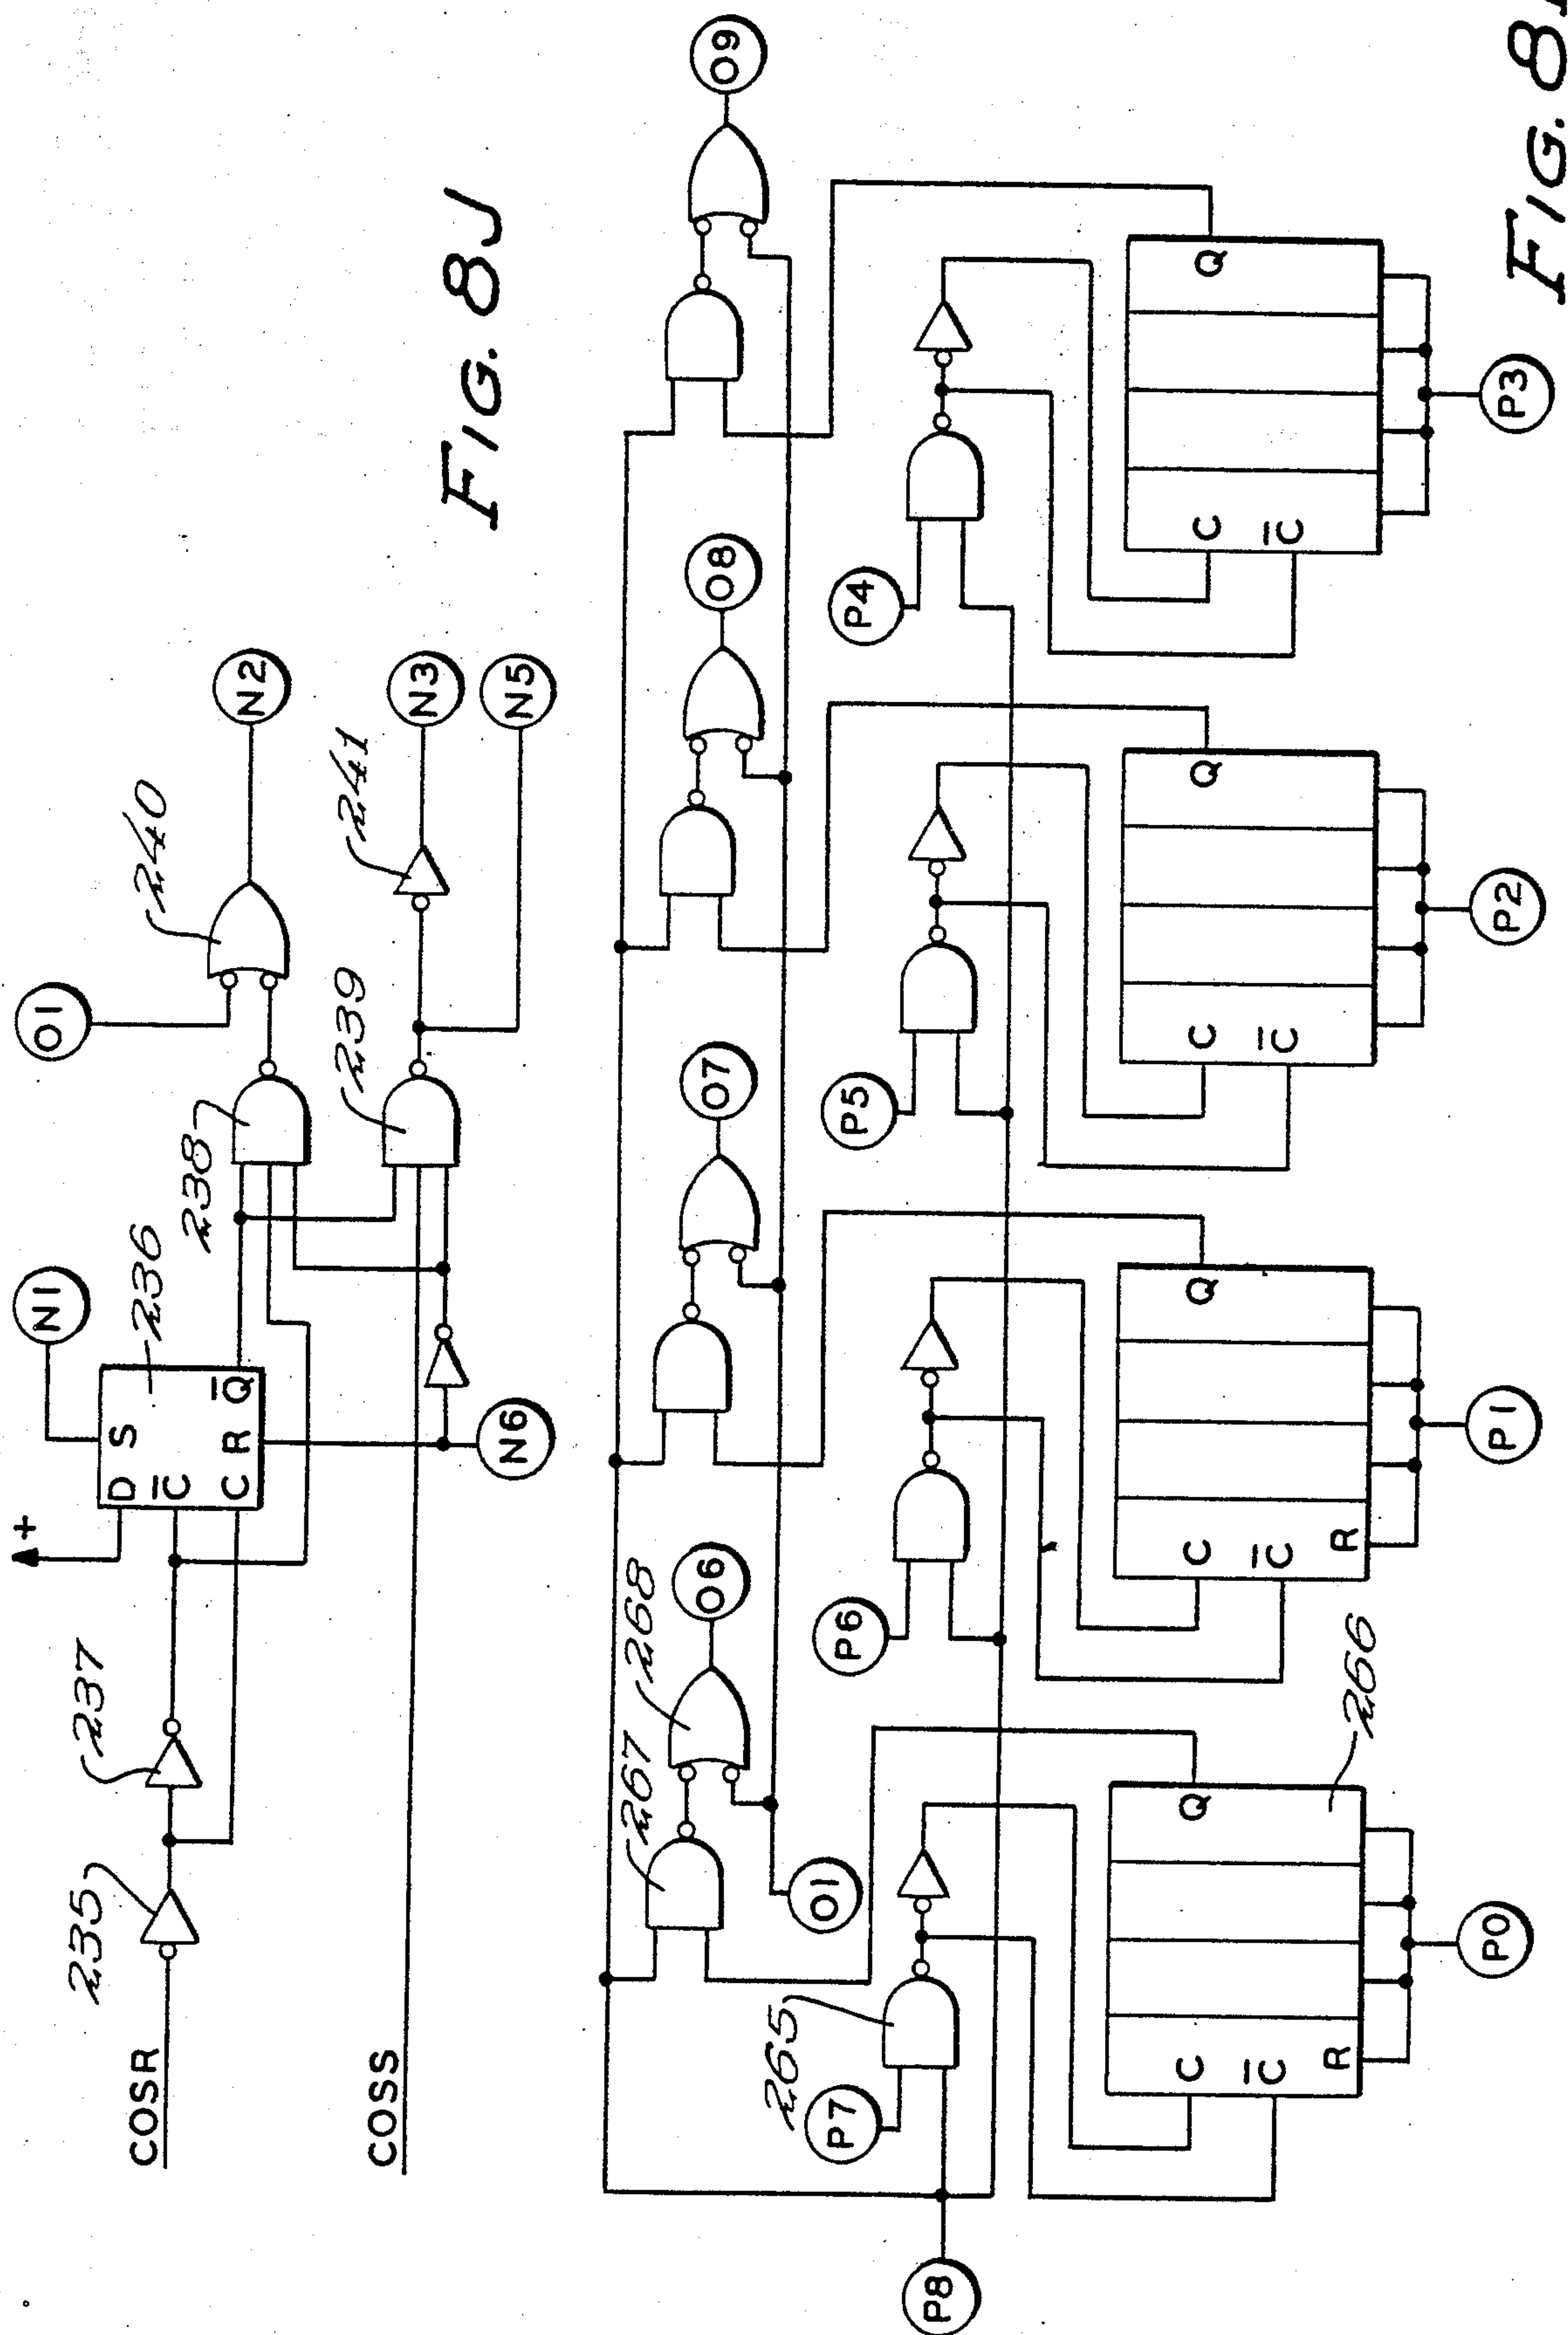 COSR
235
237
+
D
S
C̄
C
R
Q̄
236
N1
N6
238
239
O1
240
241
N2
N3
N5
COSS
FIG. 8J
P8
P7
265
267
268
O1
O6
O7
O8
O9
P6
P5
P4
C
C̄
R
Q
266
P0
C
C̄
R
Q
P1
C
C̄
Q
P2
C
C̄
Q
P3
FIG. 8